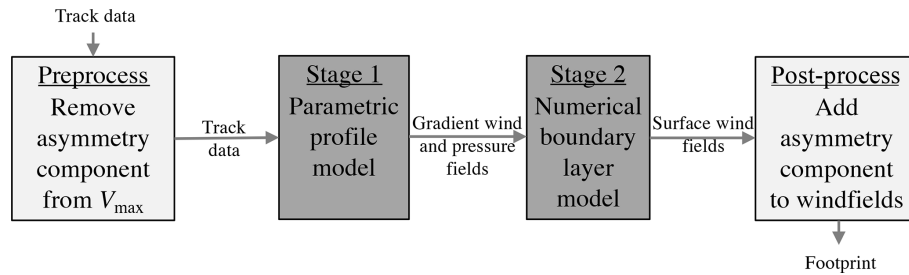 Track data
Preprocess
Remove
asymmetry
component
from Vmax
Track
data
Stage 1
Parametric
profile
model
Gradient wind
and pressure
fields
Stage 2
Numerical
boundary
layer
model
Surface wind
fields
Post-process
Add
asymmetry
component
to windfields
Footprint